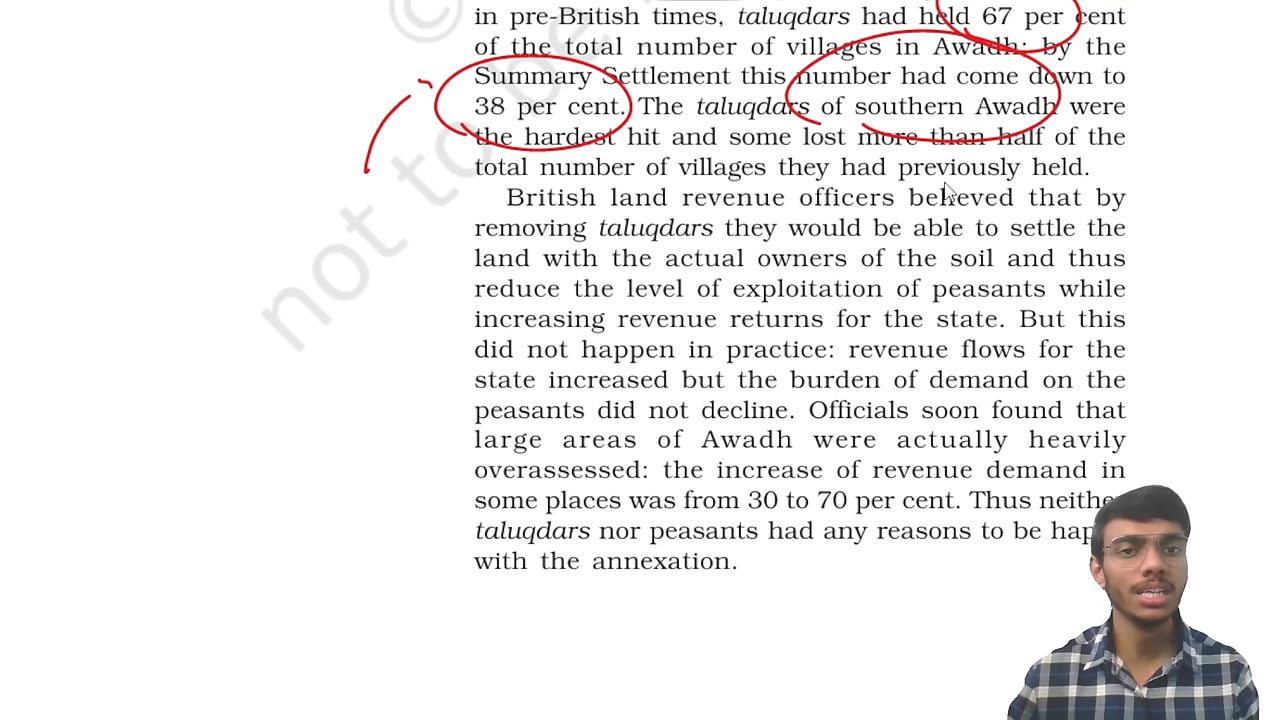 in pre-British times, taluqdars had held 67 per cent
of the total number of villages in Awadh; by the
Summary Settlement this number had come down to
38 per cent. The taluqdars of southern Awadh were
the hardest hit and some lost more than half of the
total number of villages they had previously held.
British land revenue officers believed that by
removing taluqdars they would be able to settle the
land with the actual owners of the soil and thus
reduce the level of exploitation of peasants while
increasing revenue returns for the state. But this
did not happen in practice: revenue flows for the
state increased but the burden of demand on the
peasants did not decline. Officials soon found that
large areas of Awadh were actually heavily
overassessed: the increase of revenue demand in
some places was from 30 to 70 per cent. Thus neither
taluqdars nor peasants had any reasons to be happy
with the annexation.
© not to be